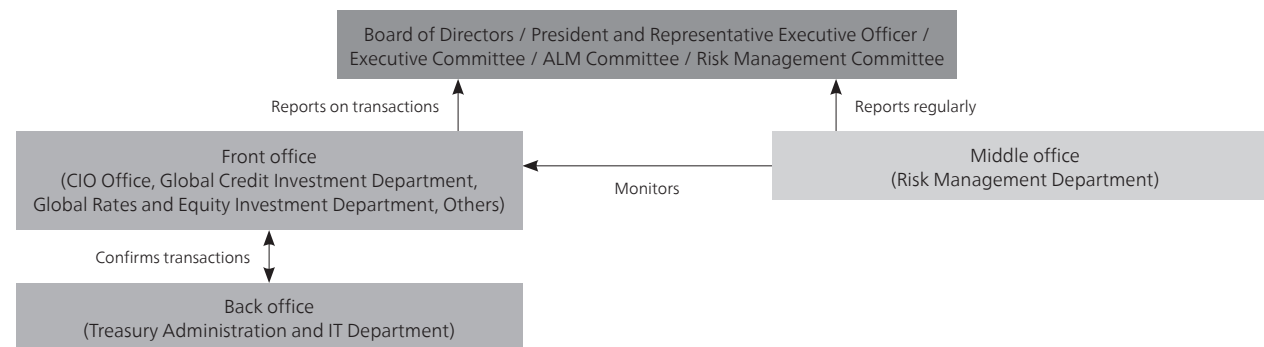 Board of Directors / President and Representative Executive Officer /
Executive Committee / ALM Committee / Risk Management Committee
Reports on transactions
Reports regularly
Front office
(CIO Office, Global Credit Investment Department,
Global Rates and Equity Investment Department, Others)
Monitors
Middle office
(Risk Management Department)
Confirms transactions
Back office
(Treasury Administration and IT Department)